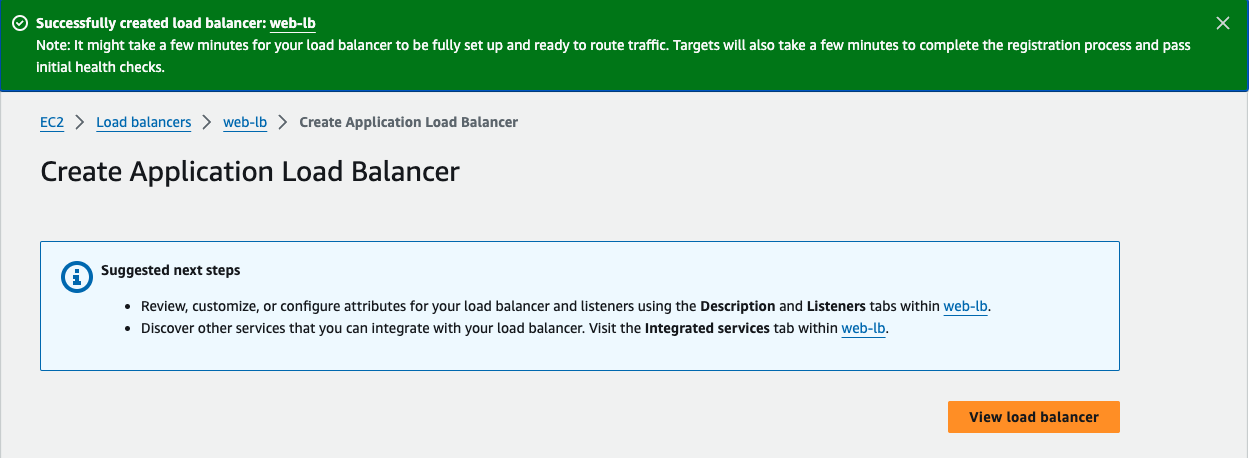 Successfully created load balancer: web-lb
Note: It might take a few minutes for your load balancer to be fully set up and ready to route traffic. Targets will also take a few minutes to complete the registration process and pass
initial health checks.
EC2 > Load balancers > web-lb > Create Application Load Balancer
Create Application Load Balancer
Suggested next steps
• Review, customize, or configure attributes for your load balancer and listeners using the Description and Listeners tabs within web-lb.
• Discover other services that you can integrate with your load balancer. Visit the Integrated services tab within web-lb.
View load balancer